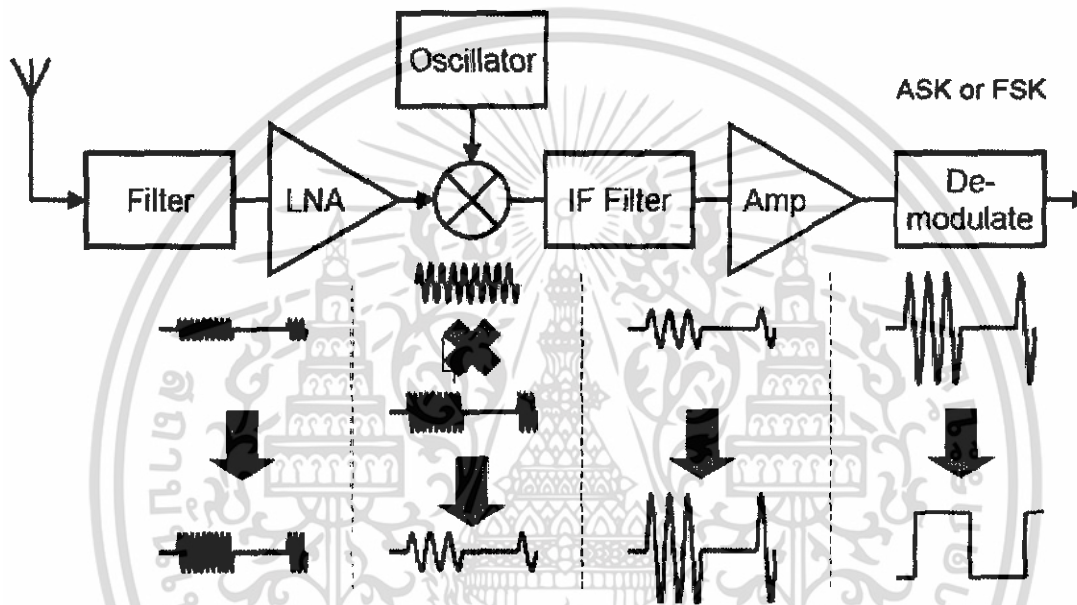 Oscillator
ASK or FSK
Filter
LNA
IF Filter
Amp
De-
modulate